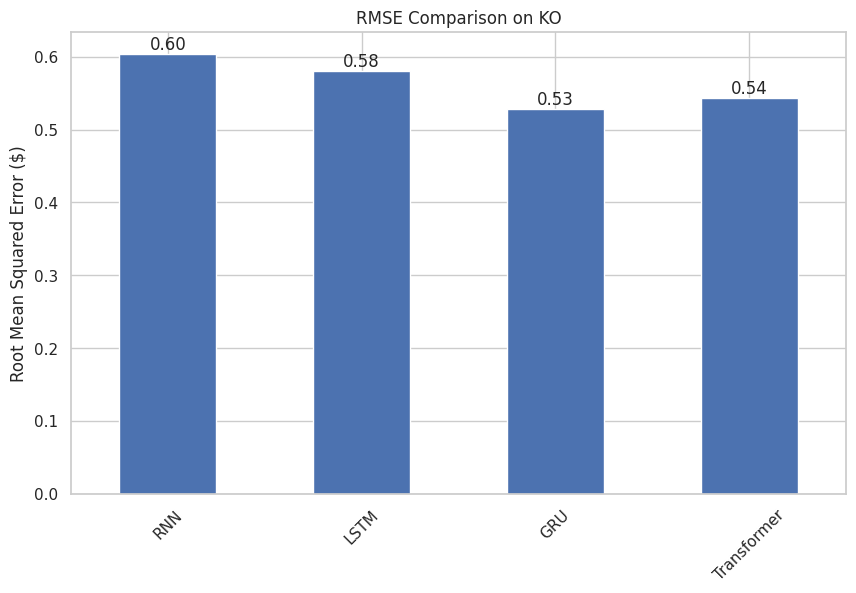 RMSE Comparison on KO
Root Mean Squared Error ($)
0.6
0.5
0.4
0.3
0.2
0.1
0.0
0.60
0.58
0.53
0.54
RNN
LSTM
GRU
Transformer